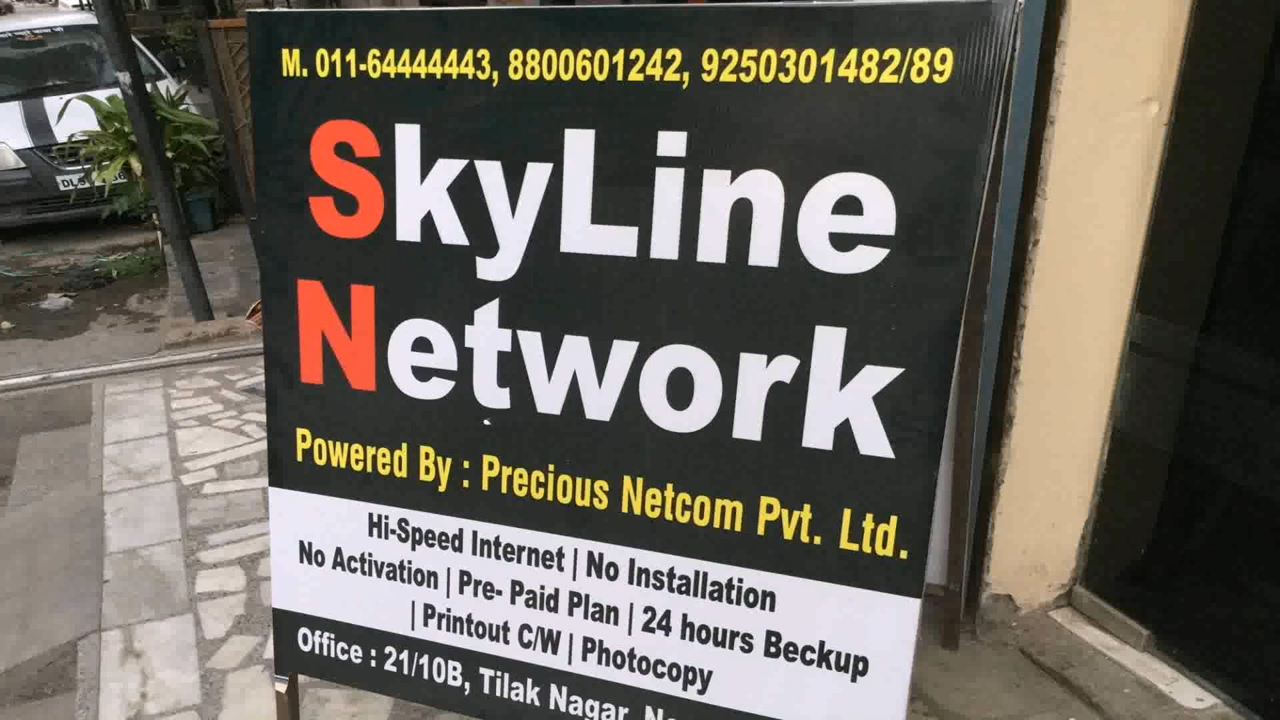 M. 011-64444443, 8800601242, 9250301482/89
SkyLine
Network
Powered By : Precious Netcom Pvt. Ltd.
Hi-Speed Internet | No Installation
No Activation | Pre- Paid Plan | 24 hours Beckup
| Printout C/W | Photocopy
Office : 21/10B, Tilak Nagar,